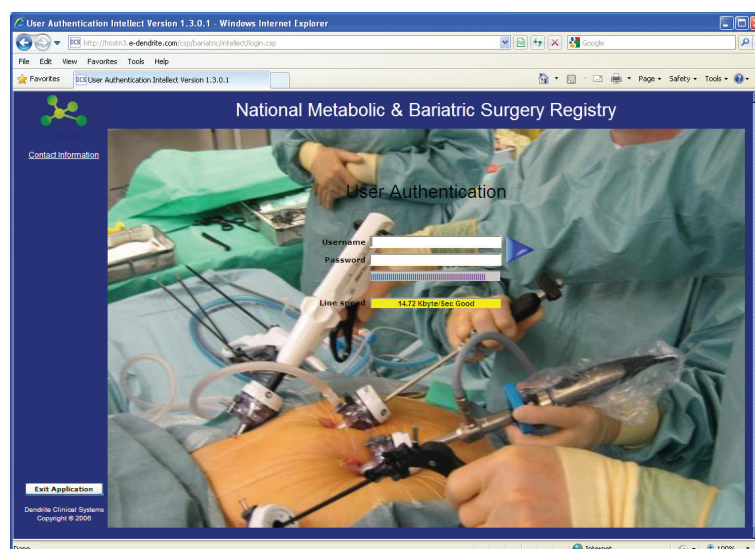 User Authentication Intellect Version 1.3.0.1 - Windows Internet Explorer
DCS http://hostn3.e-dendrite.com/csp/bariatric/intellect/login.csp
Google
File Edit View Favorites Tools Help
Favorites
DCS User Authentication Intellect Version 1.3.0.1
Page Safety Tools
National Metabolic & Bariatric Surgery Registry
Contact Information
User Authentication
Username
Password
Line speed
14.72 Kbyte/Sec Good
Exit Application
Dendrite Clinical Systems
Copyright © 2006
Done
Internet
100%